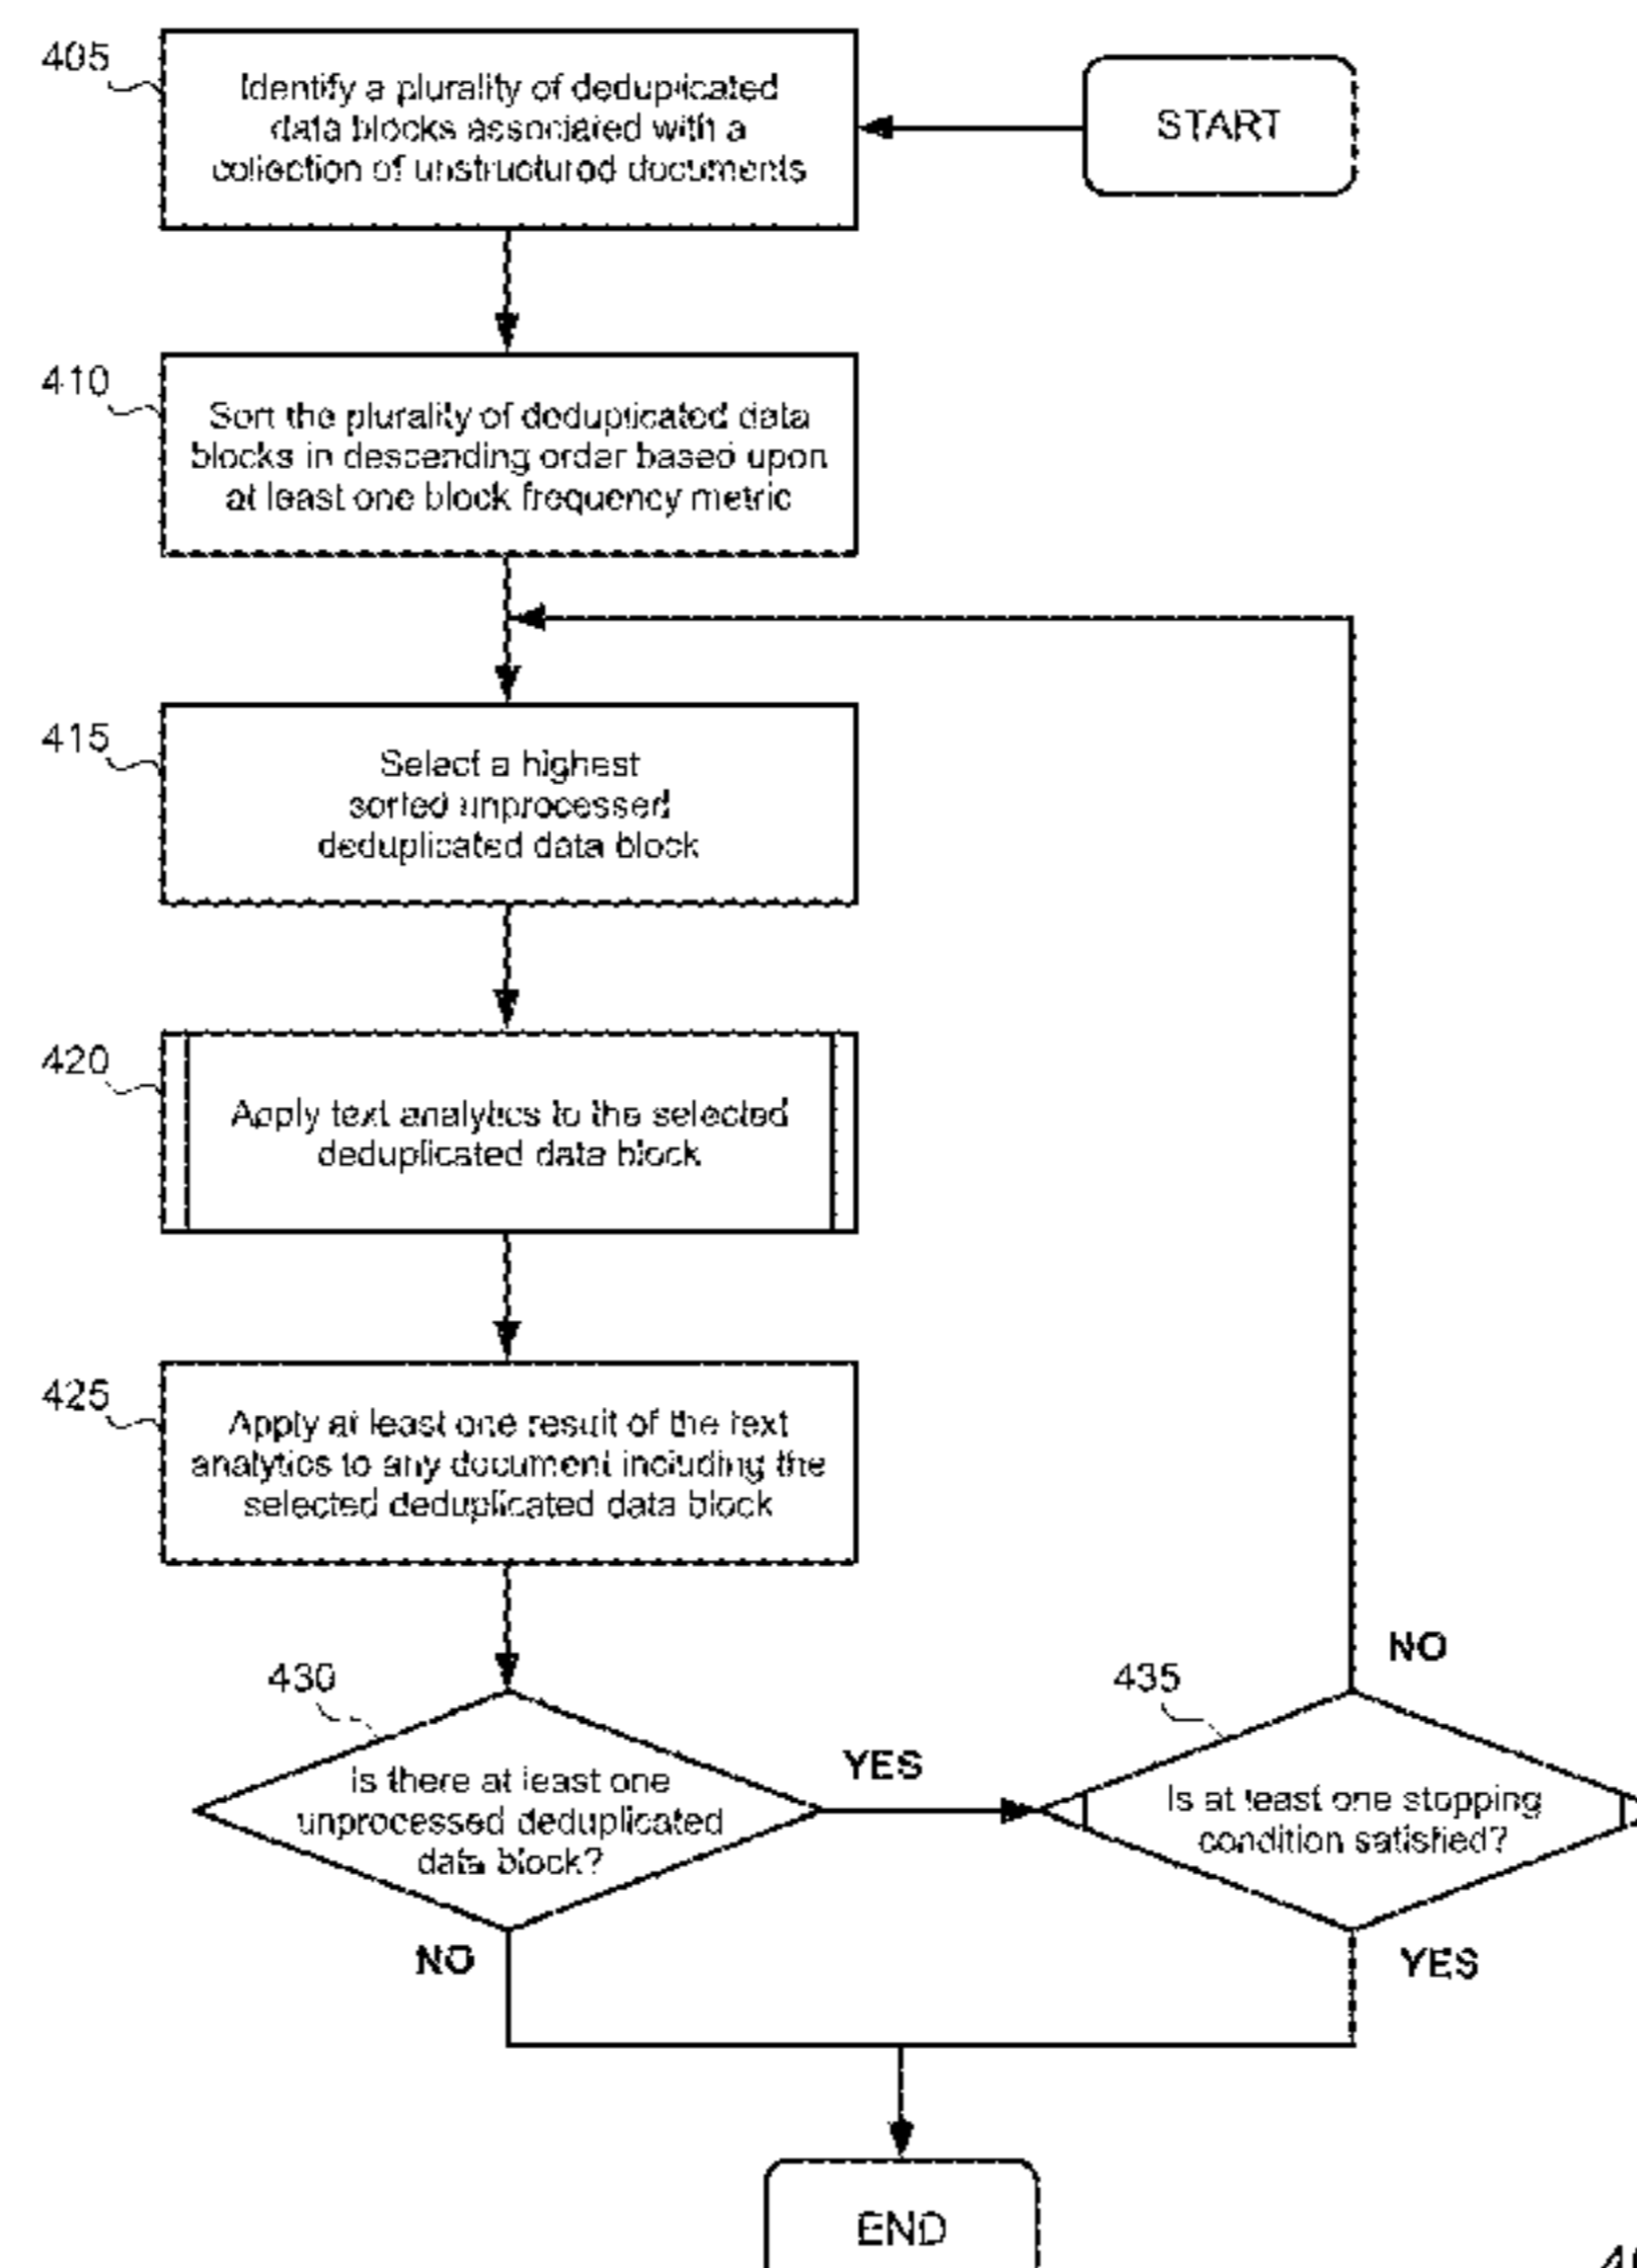 405
Identify a plurality of deduplicated
data blocks associated with a
collection of unstructured documents
START
410
Sort the plurality of deduplicated data
blocks in descending order based upon
at least one block frequency metric
415
Select a highest
sorted unprocessed
deduplicated data block
420
Apply text analytics to the selected
deduplicated data block
425
Apply at least one result of the text
analytics to any document including the
selected deduplicated data block
NO
430
435
YES
Is there at least one
unprocessed deduplicated
data block?
Is at least one stopping
condition satisfied?
NO
YES
END